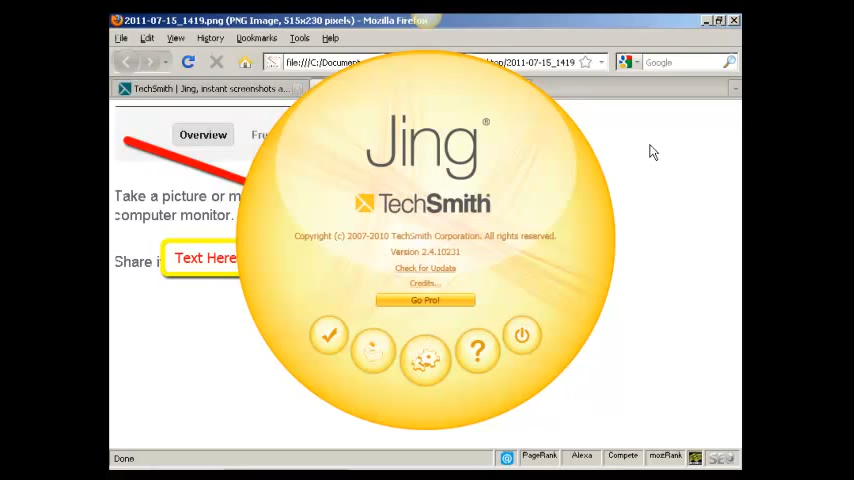 2011-07-15_1419.png (PNG Image, 515x230 pixels) - Mozilla Firefox
File Edit View History Bookmarks Tools Help
file:///C:/Document
top/2011-07-15_1419
Google
TechSmith | Jing, instant screenshots a...
Overview
Fre
Take a picture or m
computer monitor.
Share i
Text Here
Jing®
TechSmith
Copyright (c) 2007-2010 TechSmith Corporation. All rights reserved.
Version 2.4.10231
Check for Update
Credits...
Go Pro!
?
Done
@ PageRank Alexa Compete mozRank SEO